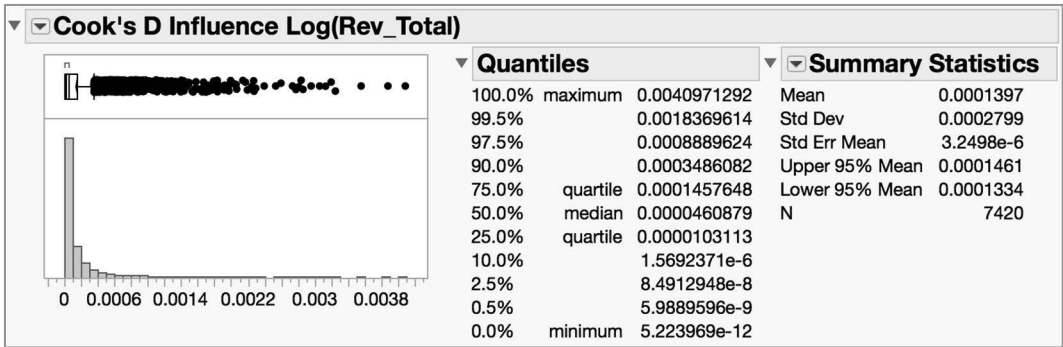 Cook's D Influence Log(Rev_Total)
0 0.0006 0.0014 0.0022 0.003 0.0038
Quantiles
100.0% maximum 0.0040971292
99.5% 0.0018369614
97.5% 0.0008889624
90.0% 0.0003486082
75.0% quartile 0.0001457648
50.0% median 0.0000460879
25.0% quartile 0.0000103113
10.0% 1.5692371e-6
2.5% 8.4912948e-8
0.5% 5.9889596e-9
0.0% minimum 5.223969e-12
Summary Statistics
Mean 0.0001397
Std Dev 0.0002799
Std Err Mean 3.2498e-6
Upper 95% Mean 0.0001461
Lower 95% Mean 0.0001334
N 7420